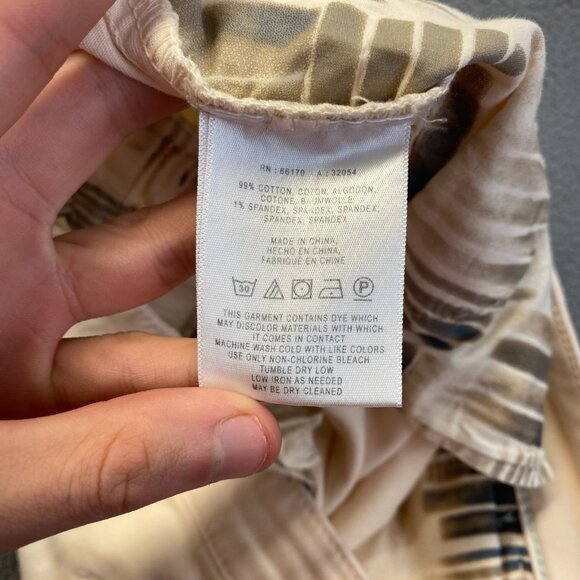 RN : 66170 / A : 32054
99% COTTON, COTON, ALGODON,
COTONE, BAUMWOLLE
1% SPANDEX, SPANDEX, SPANDEX
SPANDEX, SPANDEX
MADE IN CHINA,
HECHO EN CHINA,
FABRIQUÉ EN CHINE
30 P
THIS GARMENT CONTAINS DYE WHICH
MAY DISCOLOR MATERIALS WITH WHICH
IT COMES IN CONTACT
MACHINE WASH COLD WITH LIKE COLORS
USE ONLY NON-CHLORINE BLEACH
TUMBLE DRY LOW
LOW IRON AS NEEDED
MAY BE DRY CLEANED